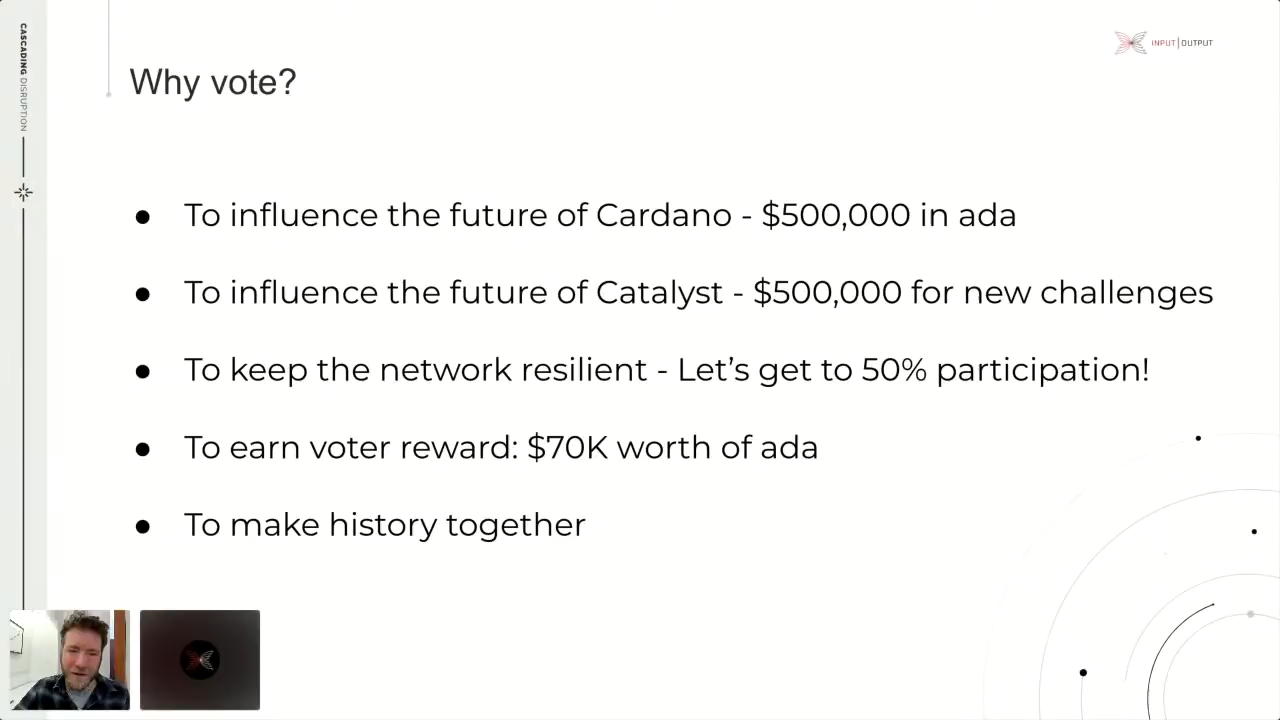 CASCADING DISRUPTION
INPUT | OUTPUT
Why vote?
● To influence the future of Cardano - $500,000 in ada
● To influence the future of Catalyst - $500,000 for new challenges
● To keep the network resilient - Let's get to 50% participation!
● To earn voter reward: $70K worth of ada
● To make history together